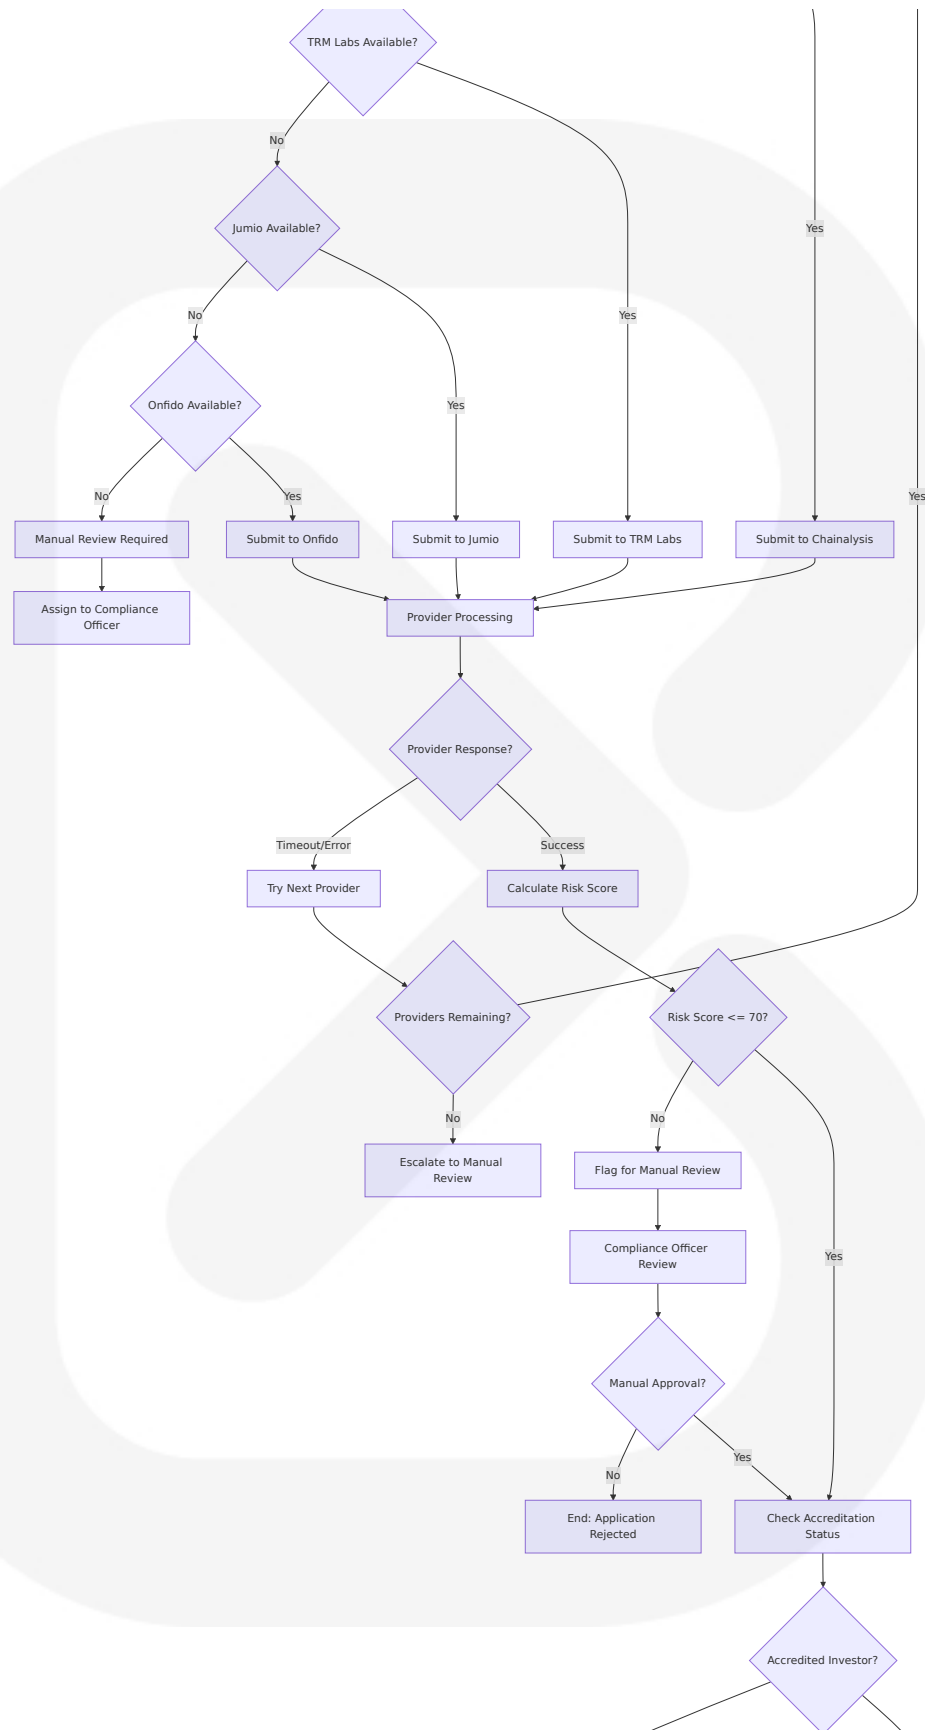 TRM Labs Available?
No
Jumio Available?
Yes
No
Yes
Onfido Available?
Yes
No
Yes
Yes
Manual Review Required
Submit to Onfido
Submit to Jumio
Submit to TRM Labs
Submit to Chainalysis
Assign to Compliance
Officer
Provider Processing
Provider Response?
Timeout/Error
Success
Try Next Provider
Calculate Risk Score
Providers Remaining?
Risk Score <= 70?
No
No
Escalate to Manual
Review
Flag for Manual Review
Compliance Officer
Review
Yes
Manual Approval?
Yes
No
End: Application
Rejected
Check Accreditation
Status
Accredited Investor?